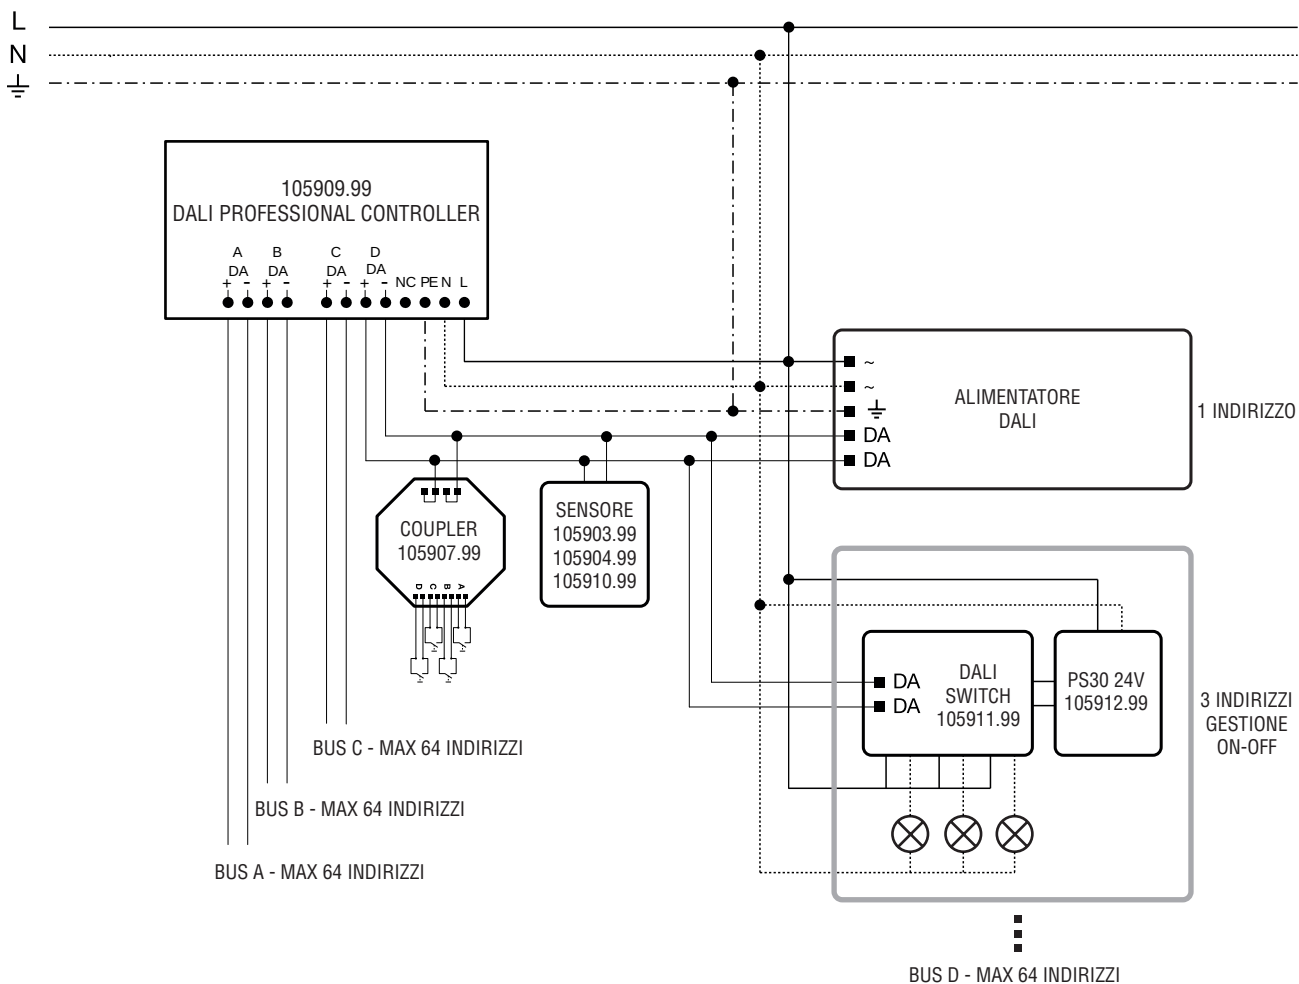 L
N
105909.99
DALI PROFESSIONAL CONTROLLER
A B C D
DA DA DA DA
+ - + - + - + - NC PE N L
~
~
DA
DA
ALIMENTATORE
DALI
1 INDIRIZZO
COUPLER
105907.99
D C B A
SENSORE
105903.99
105904.99
105910.99
DA
DA
DALI
SWITCH
105911.99
PS30 24V
105912.99
3 INDIRIZZI
GESTIONE
ON-OFF
BUS C - MAX 64 INDIRIZZI
BUS B - MAX 64 INDIRIZZI
BUS A - MAX 64 INDIRIZZI
BUS D - MAX 64 INDIRIZZI